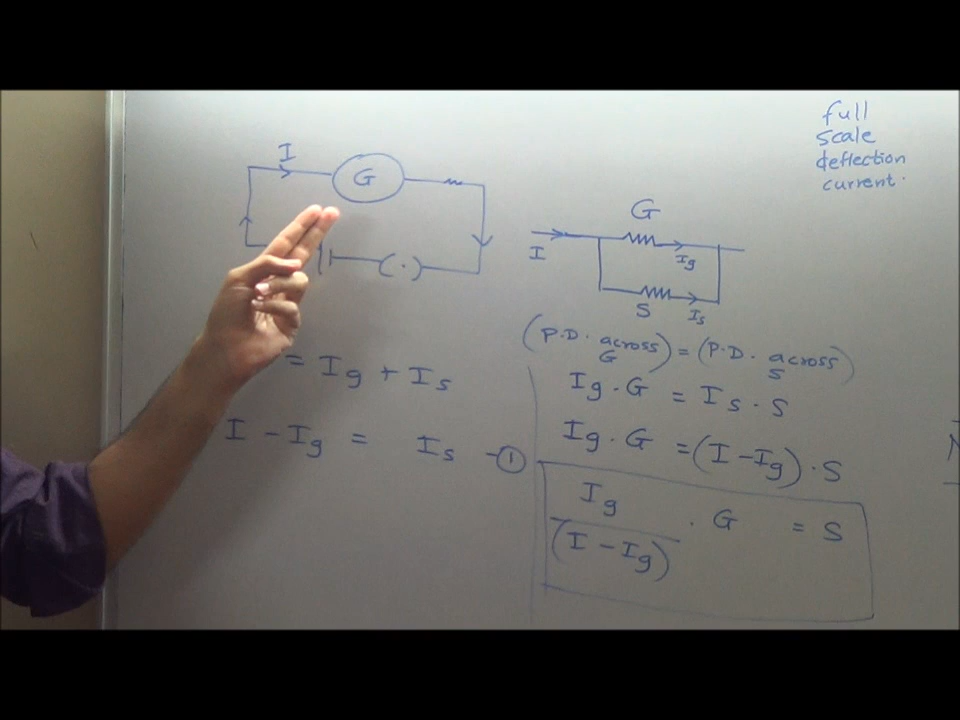 full
scale
deflection
current.
I
G
G
I
Ig
S
Is
(P.D. across G) = (P.D. across S)
= Ig + Is
Ig . G = Is . S
I - Ig = Is - ①
Ig . G = (I - Ig) . S
Ig / (I - Ig) . G = S